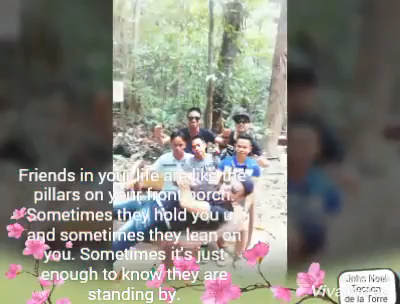 Friends in your life are like the
pillars on your front porch.
Sometimes they hold you up
and sometimes they lean on
you. Sometimes it's just
enough to know they are
standing by.
Viva
John Noel
Tecson
de la Torre